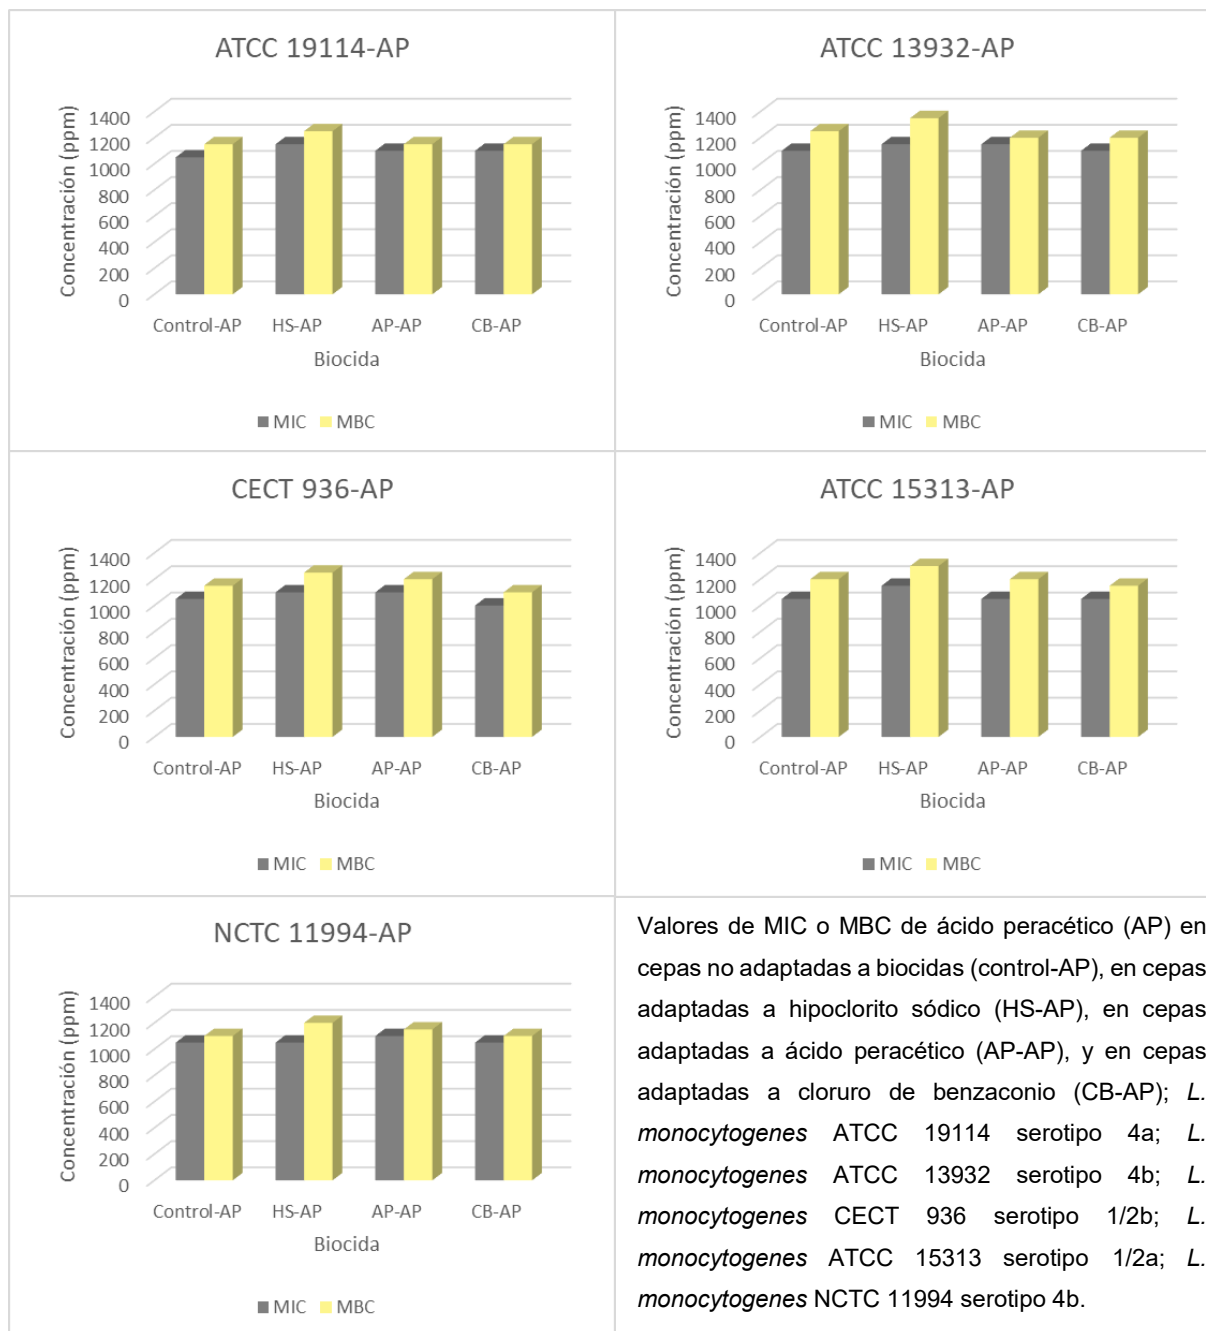 ATCC 19114-AP
Concentración (ppm)
1400
1200
1000
800
600
400
200
0
Control-AP HS-AP AP-AP CB-AP
Biocida
MIC MBC
ATCC 13932-AP
Concentración (ppm)
1400
1200
1000
800
600
400
200
0
Control-AP HS-AP AP-AP CB-AP
Biocida
MIC MBC
CECT 936-AP
Concentración (ppm)
1400
1200
1000
800
600
400
200
0
Control-AP HS-AP AP-AP CB-AP
Biocida
MIC MBC
ATCC 15313-AP
Concentración (ppm)
1400
1200
1000
800
600
400
200
0
Control-AP HS-AP AP-AP CB-AP
Biocida
MIC MBC
NCTC 11994-AP
Concentración (ppm)
1400
1200
1000
800
600
400
200
0
Control-AP HS-AP AP-AP CB-AP
Biocida
MIC MBC
Valores de MIC o MBC de ácido peracético (AP) en
cepas no adaptadas a biocidas (control-AP), en cepas
adaptadas a hipoclorito sódico (HS-AP), en cepas
adaptadas a ácido peracético (AP-AP), y en cepas
adaptadas a cloruro de benzaconio (CB-AP); L.
monocytogenes ATCC 19114 serotipo 4a; L.
monocytogenes ATCC 13932 serotipo 4b; L.
monocytogenes CECT 936 serotipo 1/2b; L.
monocytogenes ATCC 15313 serotipo 1/2a; L.
monocytogenes NCTC 11994 serotipo 4b.